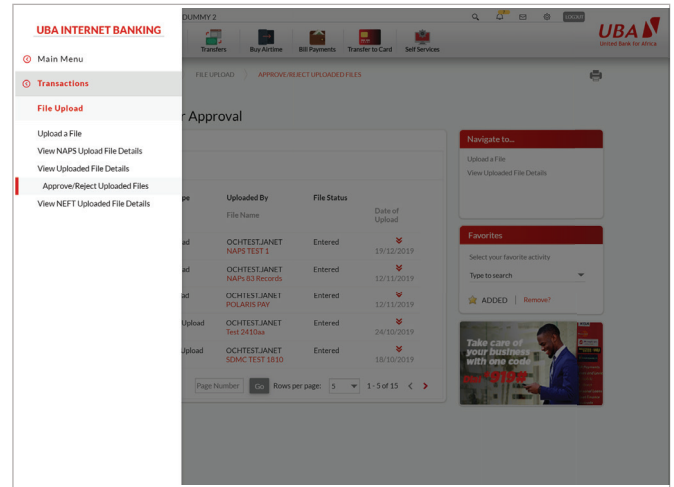 UBA INTERNET BANKING
Main Menu
Transactions
File Upload
Upload a File
View NAPS Upload File Details
View Uploaded File Details
Approve/Reject Uploaded Files
View NEFT Uploaded File Details
DUMMY 2
LOGOUT
Transfers
Buy Airtime
Bill Payments
Transfer to Card
Self Services
UBA
United Bank for Africa
FILE UPLOAD
APPROVE/REJECT UPLOADED FILES
r Approval
pe
Uploaded By
File Status
File Name
Date of
Upload
ad
OCHTEST.JANET
Entered
NAPS TEST 1
19/12/2019
ad
OCHTEST.JANET
Entered
NAPs 83 Records
12/11/2019
ad
OCHTEST.JANET
Entered
POLARIS PAY
12/11/2019
Upload
OCHTEST.JANET
Entered
Test 2410aa
24/10/2019
Upload
OCHTEST.JANET
Entered
SDMC TEST 1810
18/10/2019
Page Number
Go
Rows per page: 5
1 - 5 of 15
Navigate to...
Upload a File
View Uploaded File Details
Favorites
Select your favorite activity
Type to search
ADDED
Remove?
Take care of
your business
with one code
*919#